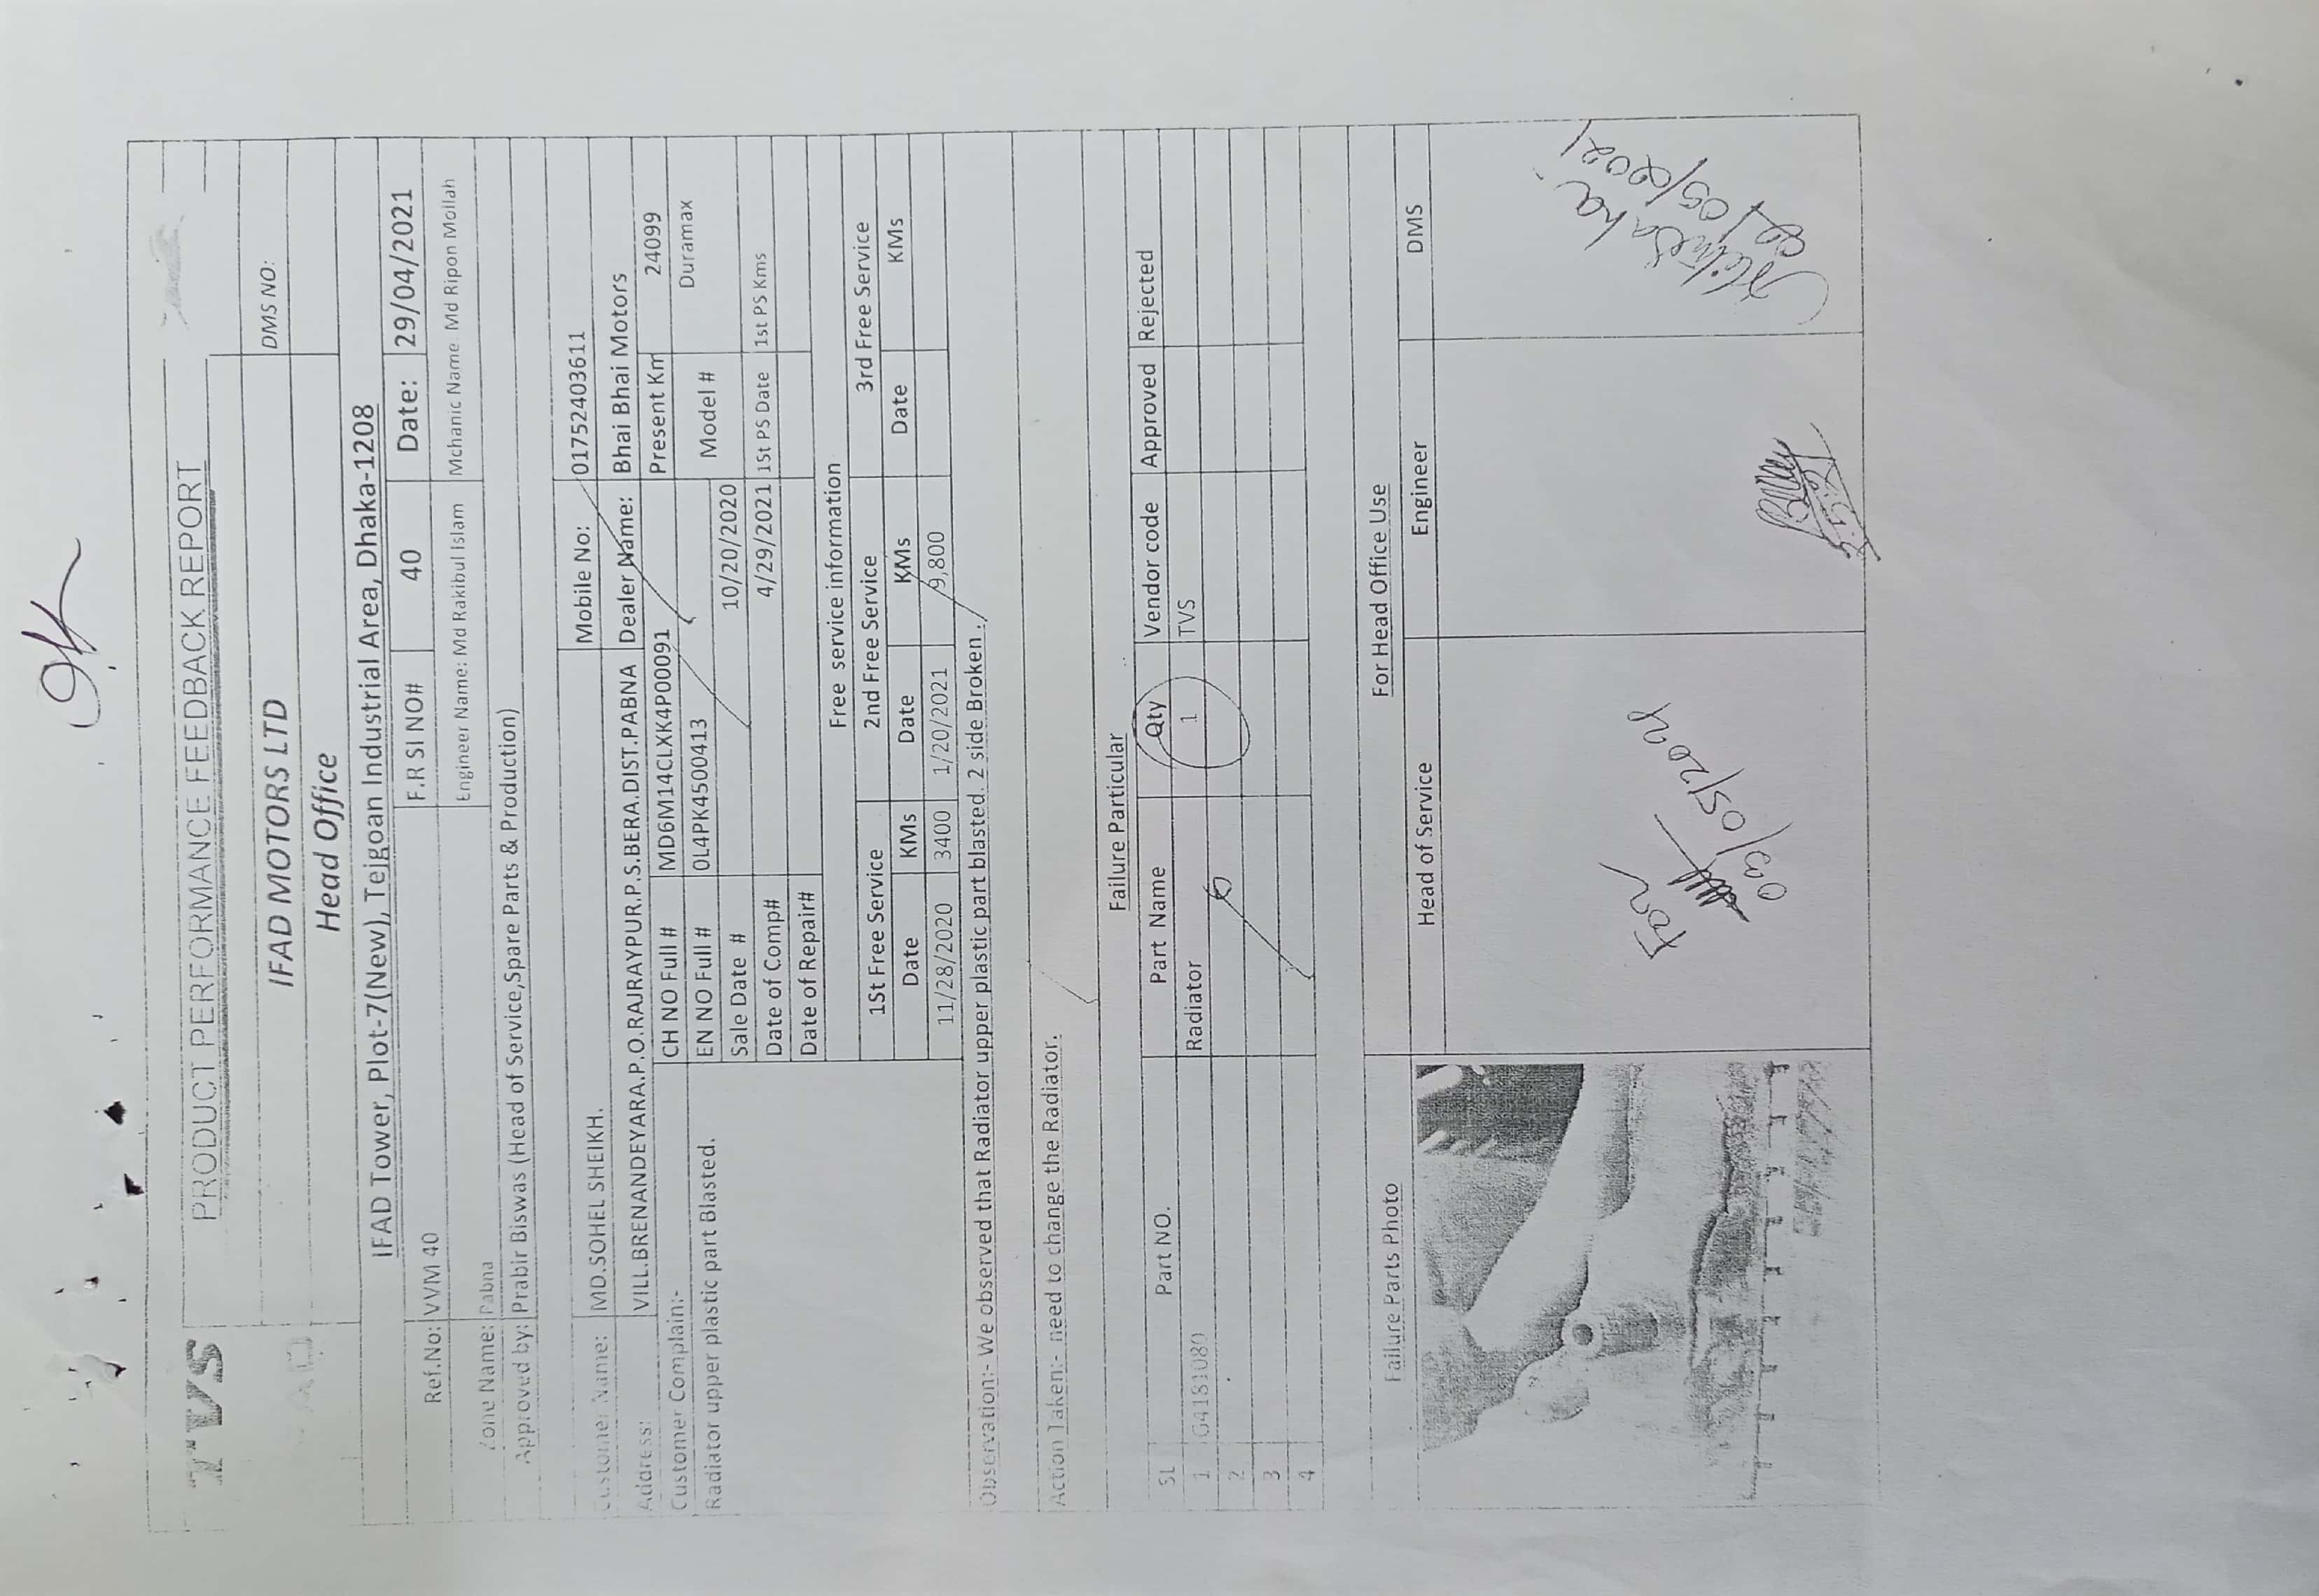 OK
TVS
PRODUCT PERFORMANCE FEEDBACK REPORT
IFAD MOTORS LTD DMS NO:
Head Office
IFAD Tower, Plot-7(New), Tejgoan Industrial Area, Dhaka-1208
Ref.No: VVM 40 F.R SI NO# 40 Date: 29/04/2021
Zone Name: Pabna Engineer Name: Md Rakibul Islam Mchanic Name: Md Ripon Mollah
Approved by: Prabir Biswas (Head of Service,Spare Parts & Production)
Customer Name: MD.SOHEL SHEIKH. Mobile No: 01752403611
Address: VILL.BRENANDEYARA.P.O.RAJRAYPUR.P.S.BERA.DIST.PABNA Dealer Name: Bhai Bhai Motors
Customer Complain:- CH NO Full # MD6M14CLXK4P00091 Present Km 24099
Radiator upper plastic part Blasted. EN NO Full # 0L4PK4500413 Model # Duramax
Sale Date # 10/20/2020
Date of Comp# 4/29/2021 1St PS Date 1st PS Kms
Date of Repair#
Free service information
1St Free Service 2nd Free Service 3rd Free Service
Date KMs Date KMs Date KMs
11/28/2020 3400 1/20/2021 9,800
Observation:- We observed that Radiator upper plastic part blasted. 2 side Broken .
Action Taken:- need to change the Radiator.
Failure Particular
SL Part NO. Part Name Qty Vendor code Approved Rejected
1 G4181080 Radiator 1 TVS
2
3
4
Failure Parts Photo For Head Office Use
Head of Service Engineer DMS
For
05/2021
5.5.21
05/2021